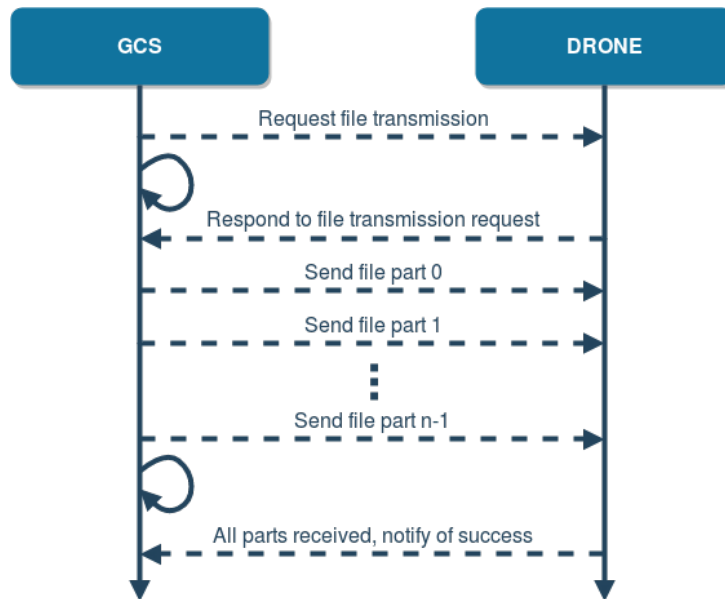 GCS
DRONE
Request file transmission
Respond to file transmission request
Send file part 0
Send file part 1
Send file part n-1
All parts received, notify of success